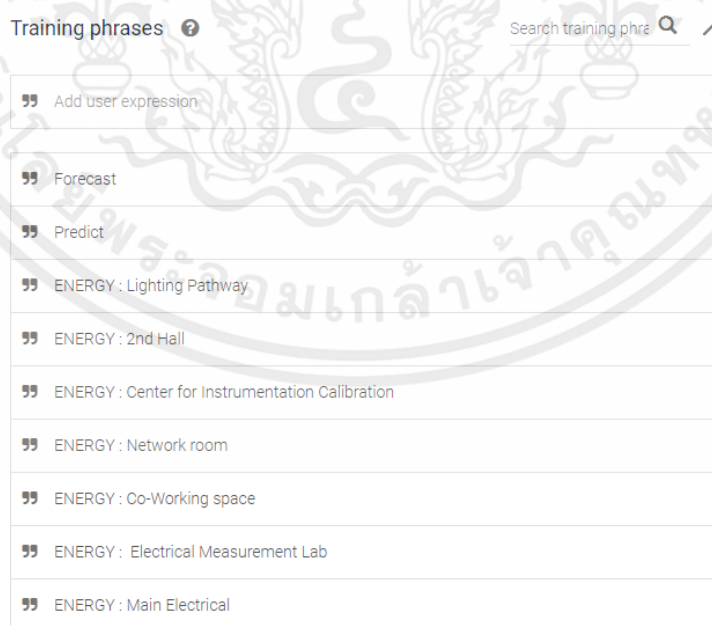 Training phrases
Search training phra
Add user expression
Forecast
Predict
ENERGY : Lighting Pathway
ENERGY : 2nd Hall
ENERGY : Center for Instrumentation Calibration
ENERGY : Network room
ENERGY : Co-Working space
ENERGY :  Electrical Measurement Lab
ENERGY : Main Electrical